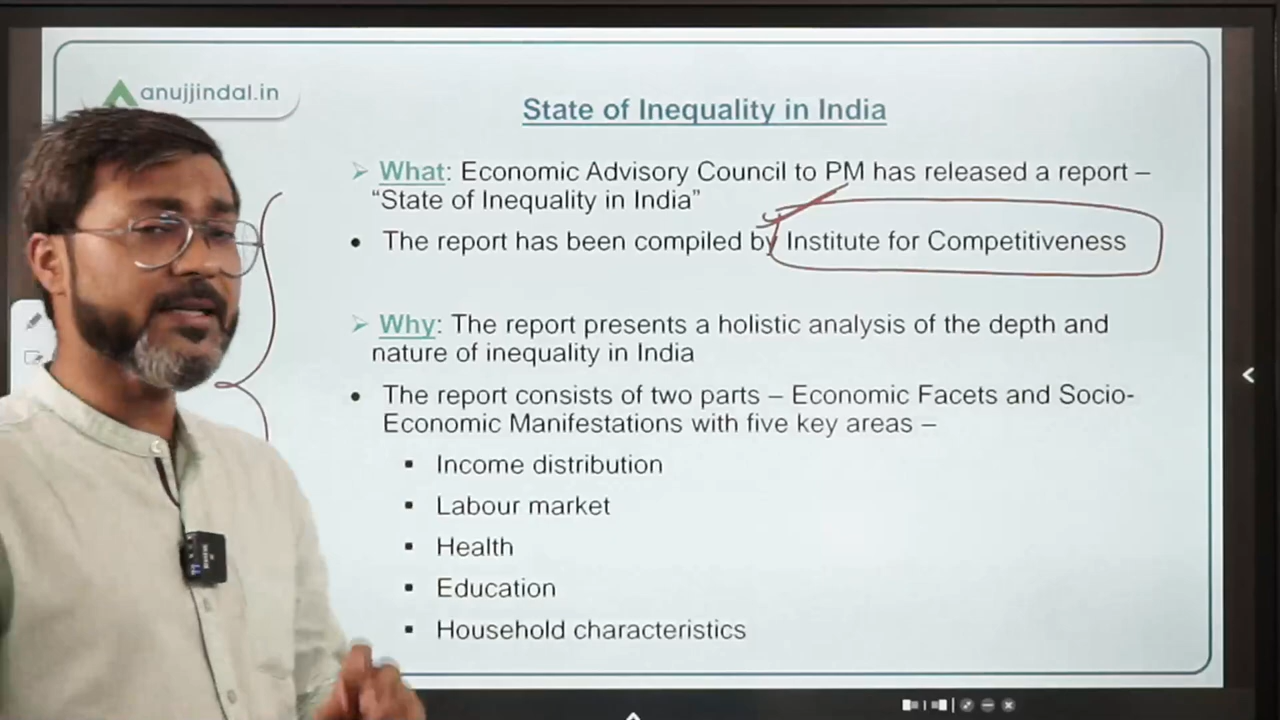 anujjindal.in
State of Inequality in India
➢ What: Economic Advisory Council to PM has released a report –
“State of Inequality in India”
• The report has been compiled by Institute for Competitiveness
➢ Why: The report presents a holistic analysis of the depth and
nature of inequality in India
• The report consists of two parts – Economic Facets and Socio-
Economic Manifestations with five key areas –
▪ Income distribution
▪ Labour market
▪ Health
▪ Education
▪ Household characteristics